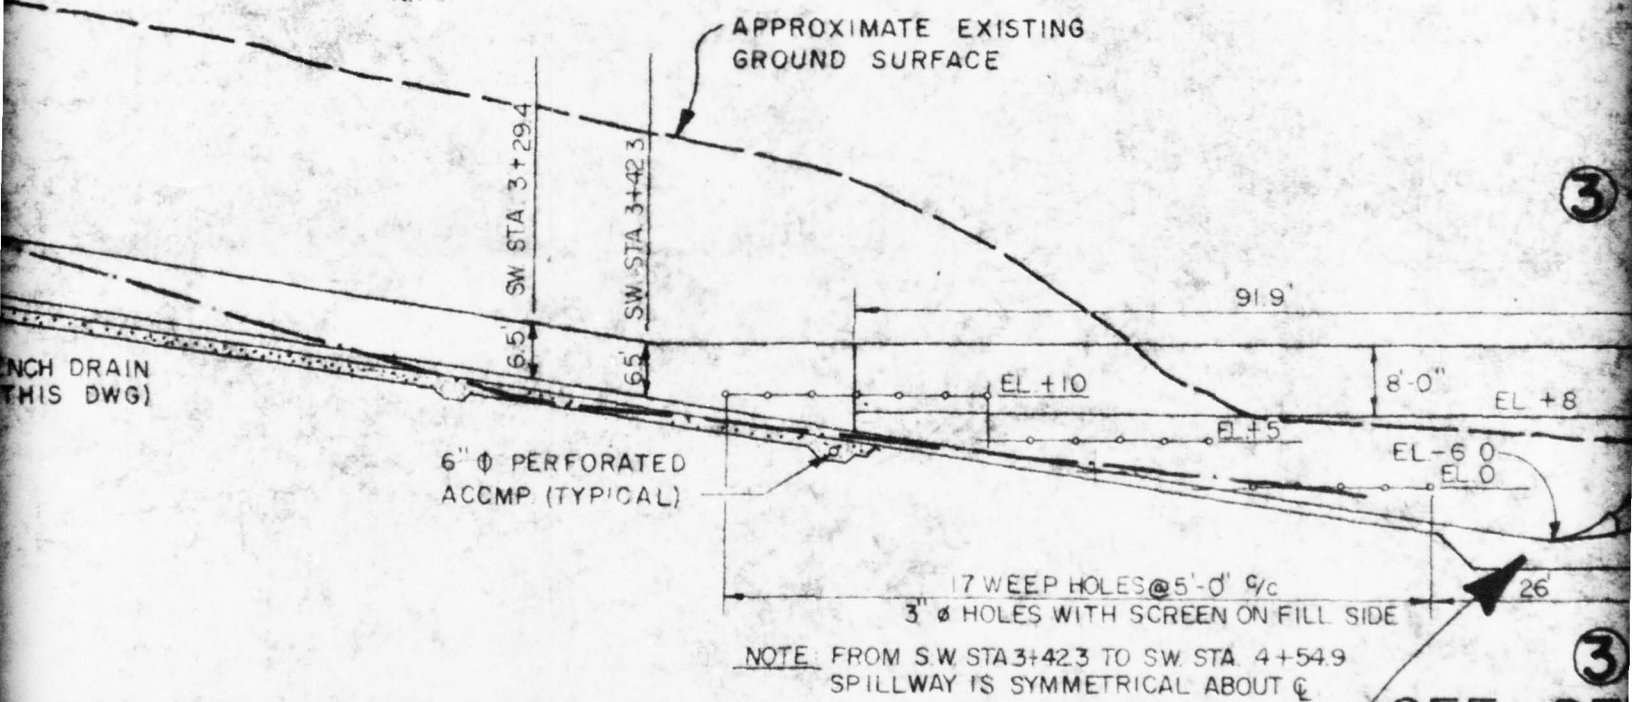 APPROXIMATE EXISTING
GROUND SURFACE
SW STA. 3+29.4
SW. STA. 3+42 3
3
91.9'
6.5'
6.5'
NCH DRAIN
THIS DWG)
EL +10
8'-0"
EL +8
EL+5
EL-6 0
EL 0
6" Φ PERFORATED
ACCMP. (TYPICAL)
17 WEEP HOLES@5'-0" ¢/c
3" ø HOLES WITH SCREEN ON FILL SIDE
26'
NOTE: FROM S.W. STA 3+42.3 TO SW. STA. 4+54.9
SPILLWAY IS SYMMETRICAL ABOUT ℄
3